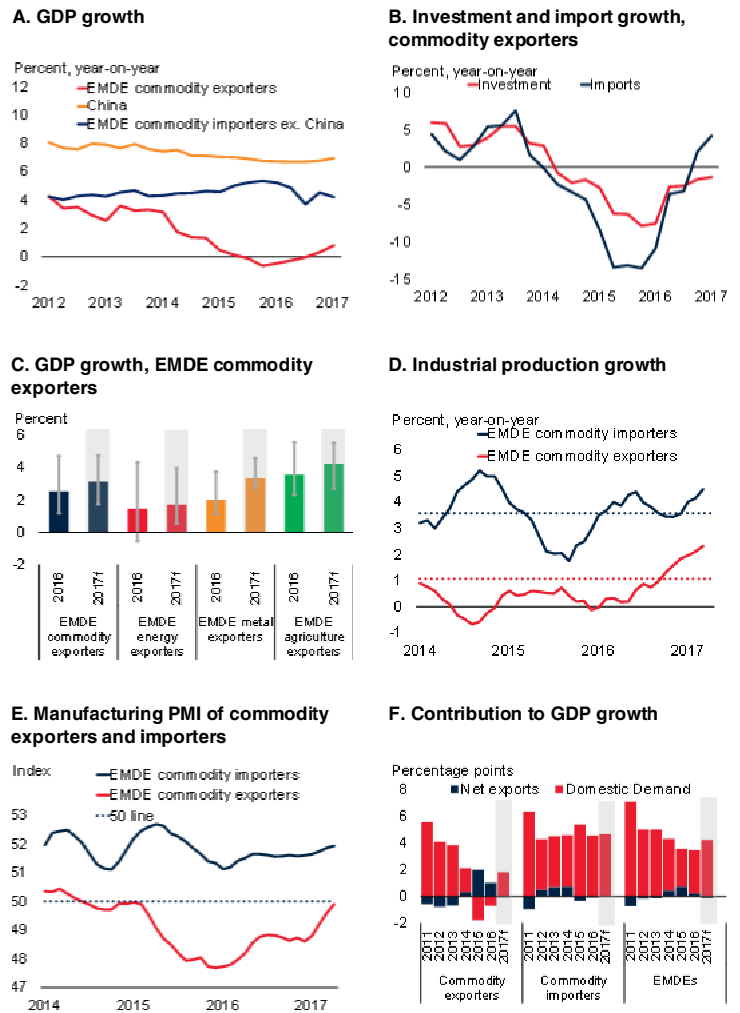 A. GDP growth
Percent, year-on-year
12
EMDE commodity exporters
10
China
8
EMDE commodity importers ex. China
6
4
2
0
-2
2012 2013 2014 2015 2016 2017
B. Investment and import growth,
commodity exporters
Percent, year-on-year
10
Investment Imports
5
0
-5
-10
-15
2012 2013 2014 2015 2016 2017
C. GDP growth, EMDE commodity
exporters
Percent
6
4
2
0
-2
2016 2017f 2016 2017f 2016 2017f 2016 2017f
EMDE
commodity
exporters
EMDE
energy
exporters
EMDE metal
exporters
EMDE
agriculture
exporters
D. Industrial production growth
Percent, year-on-year
EMDE commodity importers
6
EMDE commodity exporters
5
4
3
2
1
0
-1
2014 2015 2016 2017
E. Manufacturing PMI of commodity
exporters and importers
Index
EMDE commodity importers
EMDE commodity exporters
53
50 line
52
51
50
49
48
47
2014 2015 2016 2017
F. Contribution to GDP growth
Percentage points
8
Net exports Domestic Demand
6
4
2
0
-2
2011 2012 2013 2014 2015 2016 2017f 2011 2012 2013 2014 2015 2016 2017f 2011 2012 2013 2014 2015 2016 2017f
Commodity
exporters
Commodity
importers
EMDEs